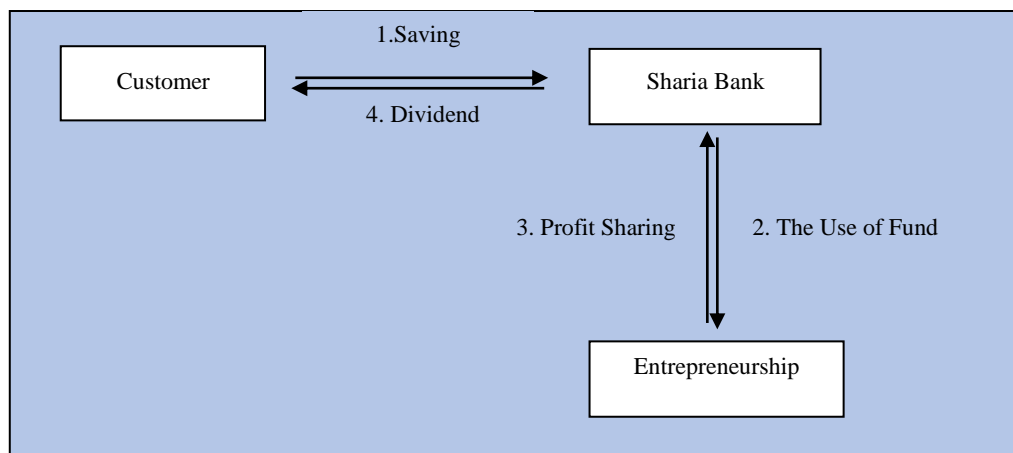 1.Saving
Customer
Sharia Bank
4. Dividend
3. Profit Sharing
2. The Use of Fund
Entrepreneurship